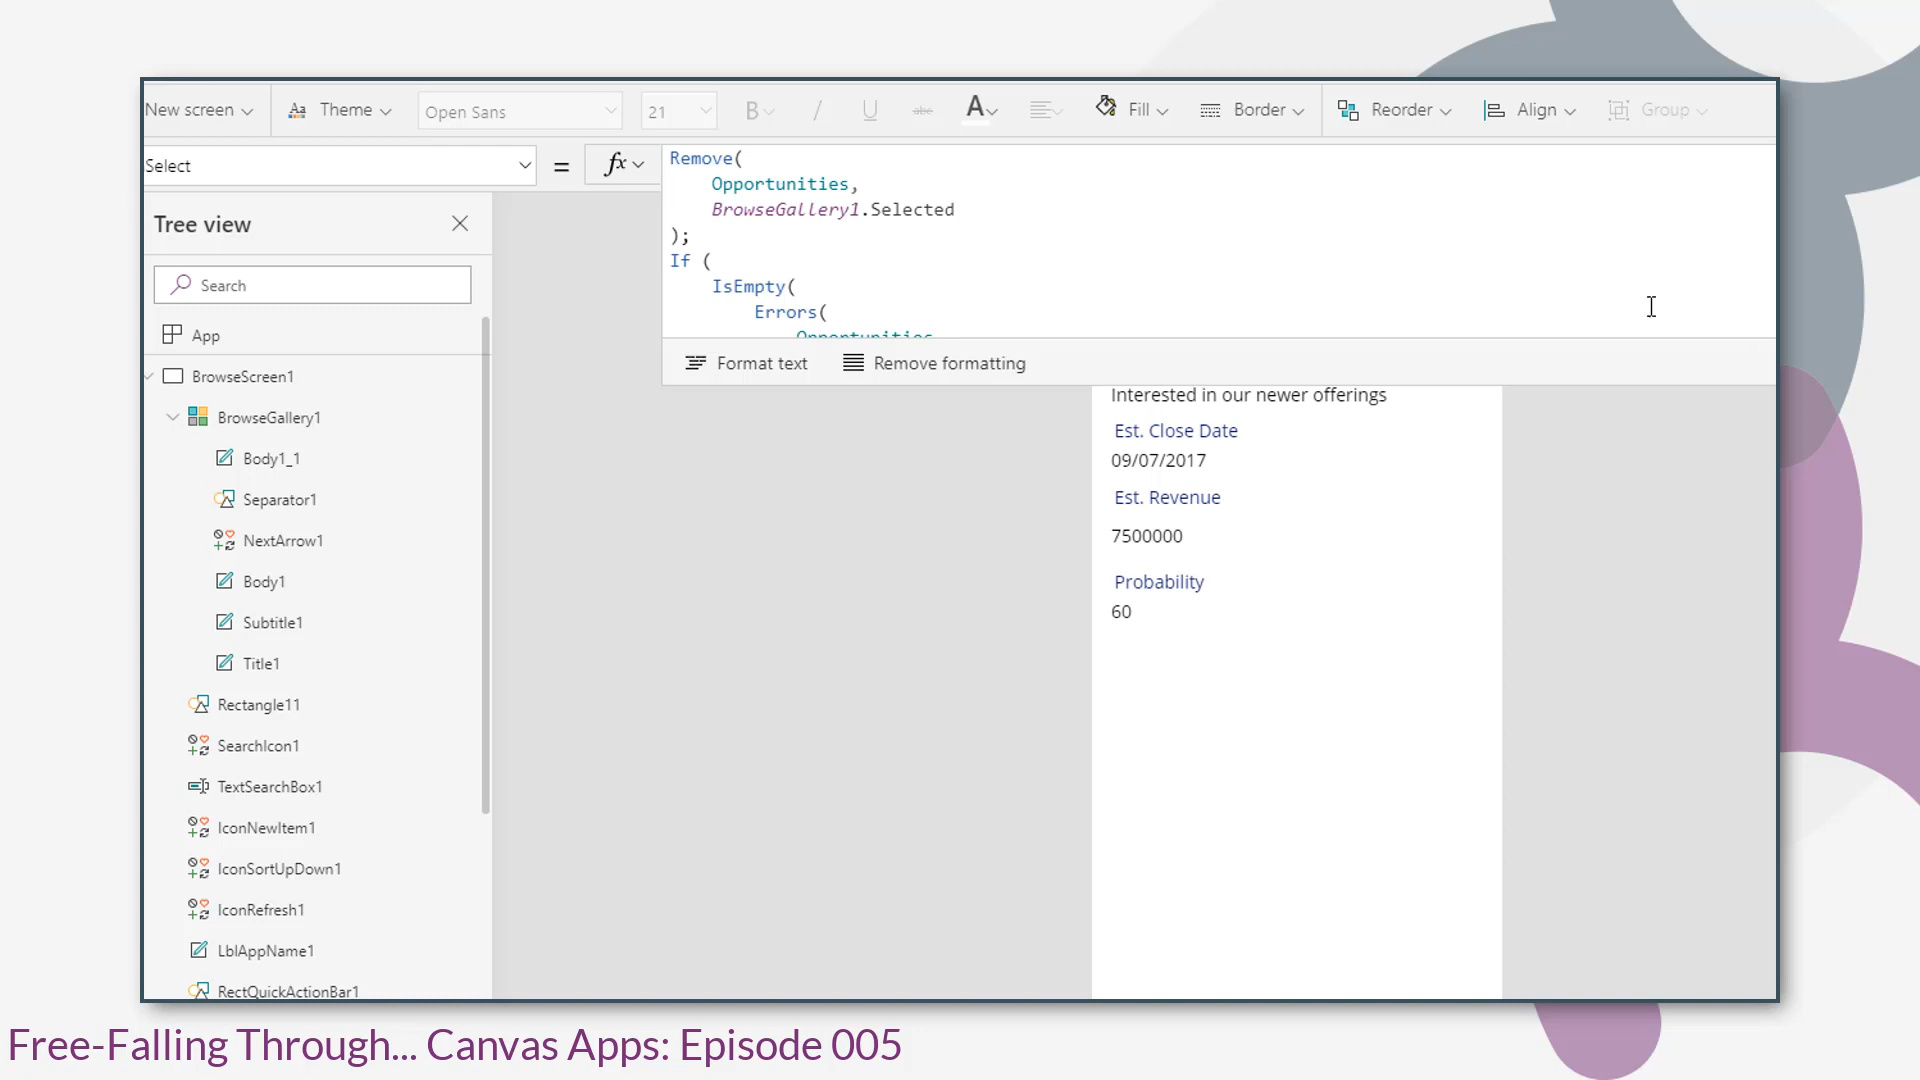 New screen
Theme
Open Sans
21
B
/
U
abc
A
Fill
Border
Reorder
Align
Group
Select
=
fx
Remove(
Opportunities,
BrowseGallery1.Selected
);
If (
IsEmpty(
Errors(
Opportunities
Format text
Remove formatting
Tree view
Search
App
BrowseScreen1
BrowseGallery1
Body1_1
Separator1
NextArrow1
Body1
Subtitle1
Title1
Rectangle11
SearchIcon1
TextSearchBox1
IconNewItem1
IconSortUpDown1
IconRefresh1
LblAppName1
RectQuickActionBar1
Interested in our newer offerings
Est. Close Date
09/07/2017
Est. Revenue
7500000
Probability
60
Free-Falling Through... Canvas Apps: Episode 005